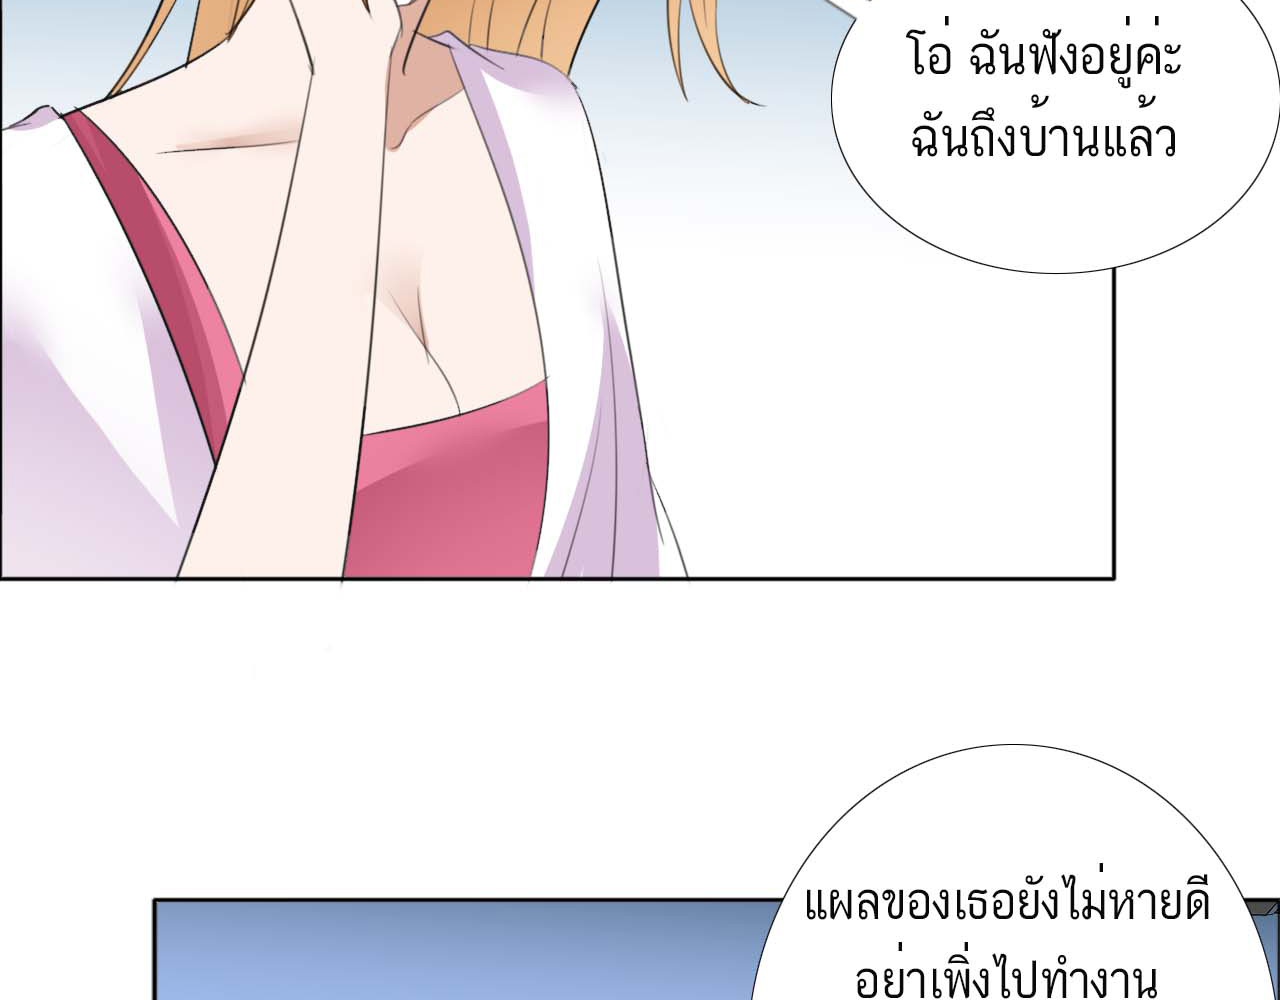 โอ่ ฉันฟังอยู่ค่ะ
ฉันถึงบ้านแล้ว
แผลของเธอยังไม่หายดี
อย่าเพิ่งไปทำงาน